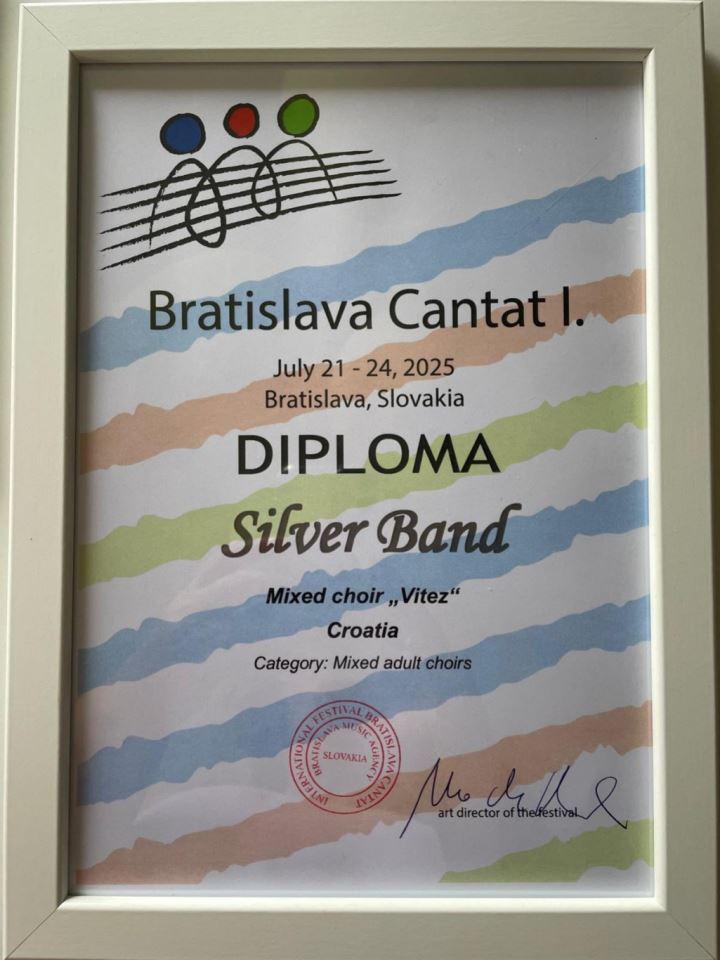 Bratislava Cantat I.
July 21 - 24, 2025
Bratislava, Slovakia
DIPLOMA
Silver Band
Mixed choir „Vitez“
Croatia
Category: Mixed adult choirs
INTERNATIONAL FESTIVAL BRATISLAVA CANTAT
BRATISLAVA MUSIC AGENCY
SLOVAKIA
art director of the festival